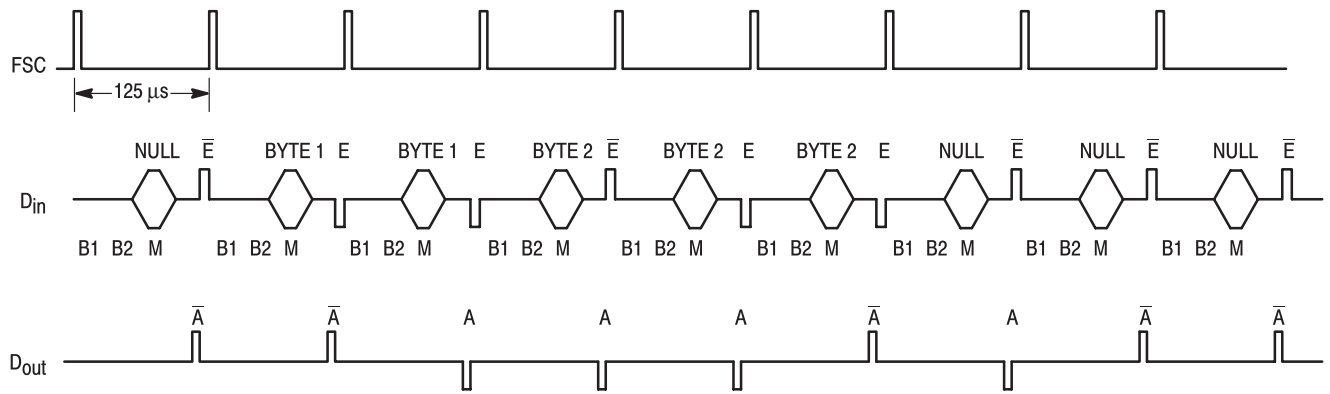 FSC
125 μs
NULL E̅ BYTE 1 E BYTE 1 E BYTE 2 E̅ BYTE 2 E BYTE 2 E NULL E̅ NULL E̅ NULL E̅
Din
B1 B2 M B1 B2 M B1 B2 M B1 B2 M B1 B2 M B1 B2 M B1 B2 M B1 B2 M B1 B2 M
A̅ A̅ A A A A̅ A A̅ A̅
Dout